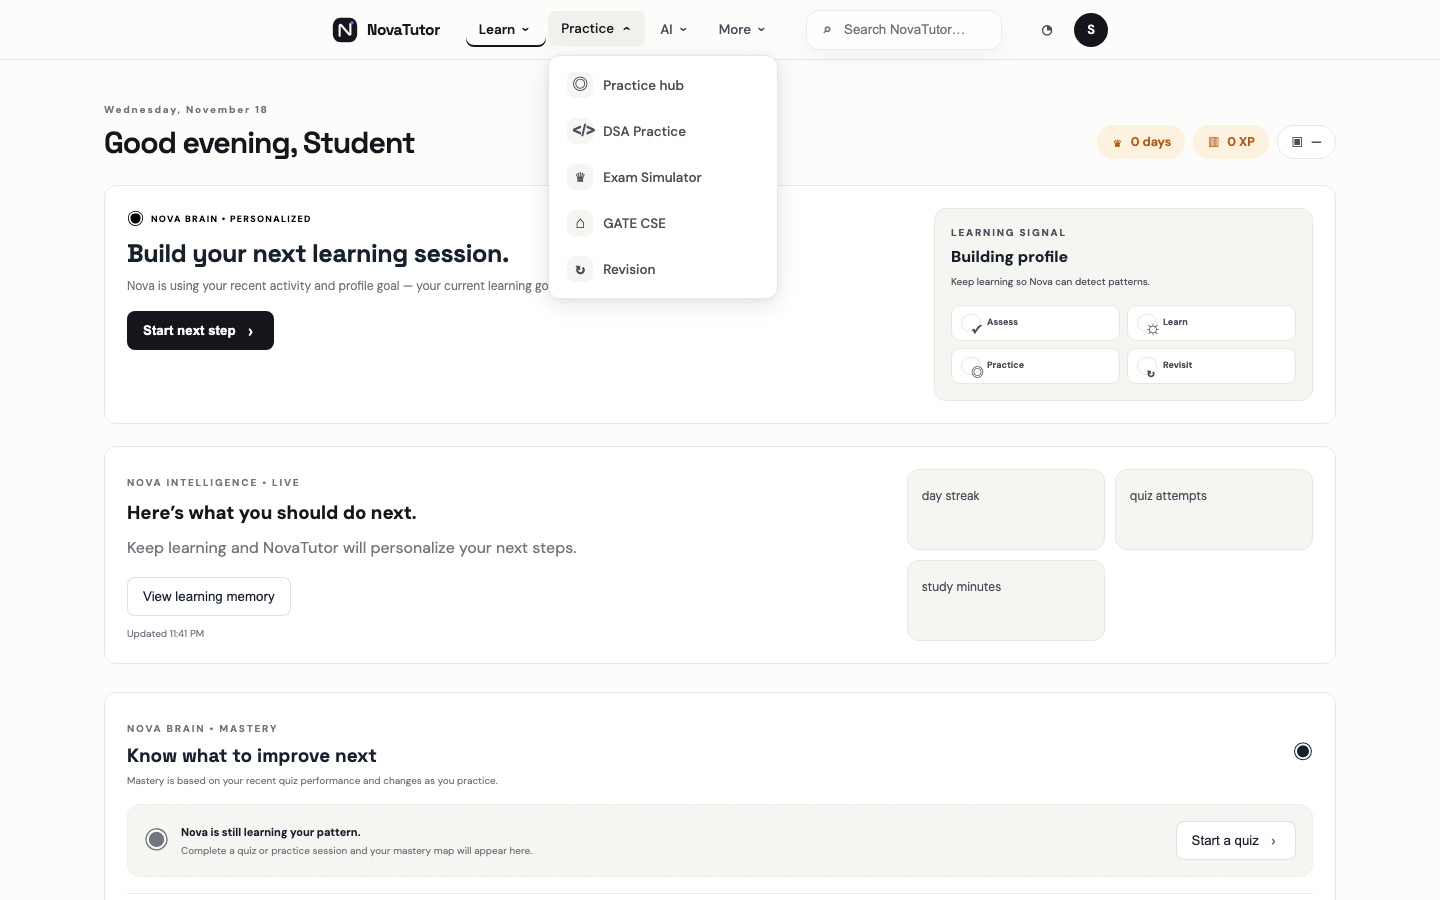 NovaTutor
Learn
Practice
AI
More
Search NovaTutor...
S
Practice hub
</> DSA Practice
Exam Simulator
GATE CSE
Revision
Wednesday, November 18
Good evening, Student
0 days
0 XP
—
NOVA BRAIN • PERSONALIZED
Build your next learning session.
Nova is using your recent activity and profile goal — your current learning go
Start next step ›
LEARNING SIGNAL
Building profile
Keep learning so Nova can detect patterns.
Assess
Learn
Practice
Revisit
NOVA INTELLIGENCE • LIVE
Here's what you should do next.
Keep learning and NovaTutor will personalize your next steps.
View learning memory
Updated 11:41 PM
day streak
quiz attempts
study minutes
NOVA BRAIN • MASTERY
Know what to improve next
Mastery is based on your recent quiz performance and changes as you practice.
Nova is still learning your pattern.
Complete a quiz or practice session and your mastery map will appear here.
Start a quiz ›